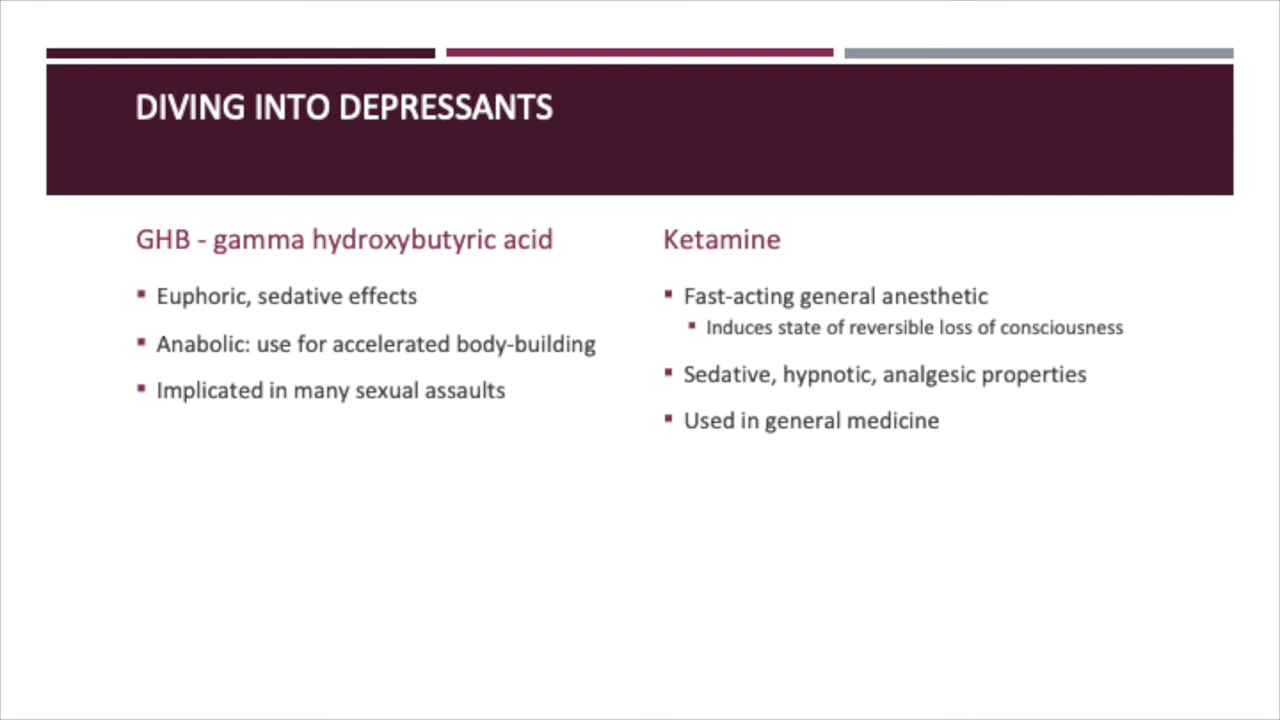 DIVING INTO DEPRESSANTS
GHB - gamma hydroxybutyric acid
▪ Euphoric, sedative effects
▪ Anabolic: use for accelerated body-building
▪ Implicated in many sexual assaults
Ketamine
▪ Fast-acting general anesthetic
▪ Induces state of reversible loss of consciousness
▪ Sedative, hypnotic, analgesic properties
▪ Used in general medicine